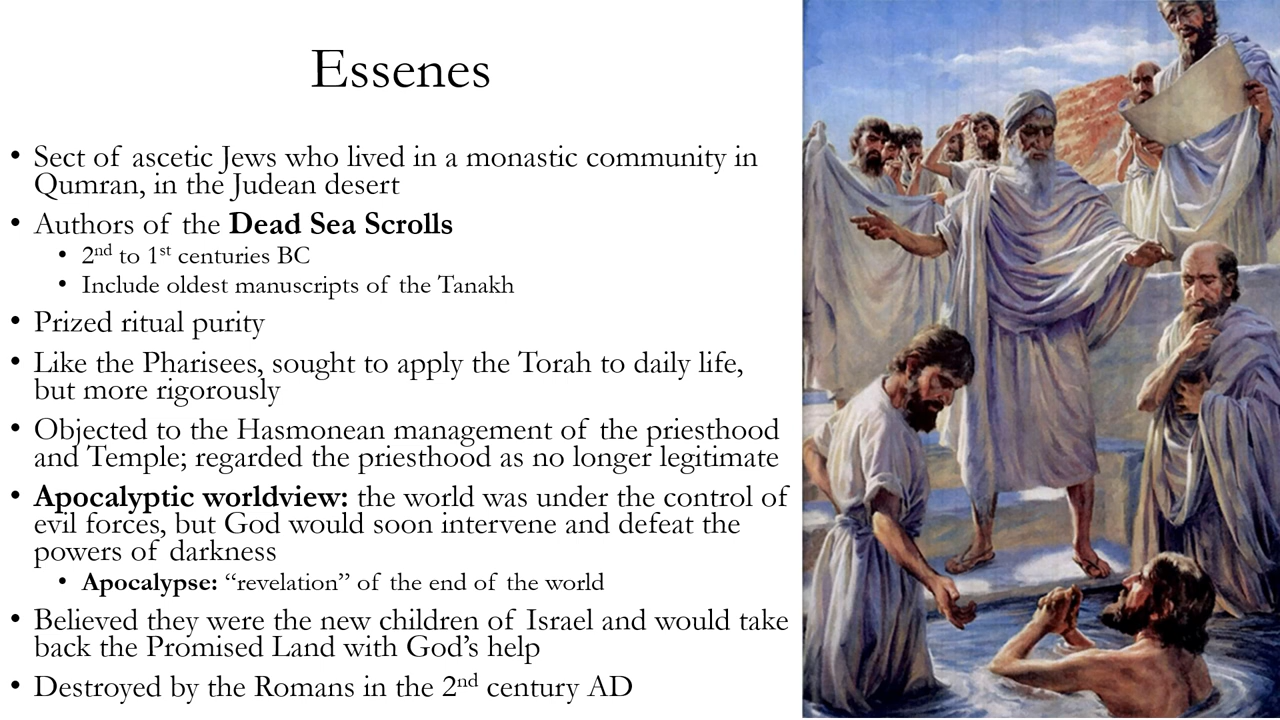 Essenes
• Sect of ascetic Jews who lived in a monastic community in
Qumran, in the Judean desert
• Authors of the Dead Sea Scrolls
• 2nd to 1st centuries BC
• Include oldest manuscripts of the Tanakh
• Prized ritual purity
• Like the Pharisees, sought to apply the Torah to daily life,
but more rigorously
• Objected to the Hasmonean management of the priesthood
and Temple; regarded the priesthood as no longer legitimate
• Apocalyptic worldview: the world was under the control of
evil forces, but God would soon intervene and defeat the
powers of darkness
• Apocalypse: “revelation” of the end of the world
• Believed they were the new children of Israel and would take
back the Promised Land with God’s help
• Destroyed by the Romans in the 2nd century AD